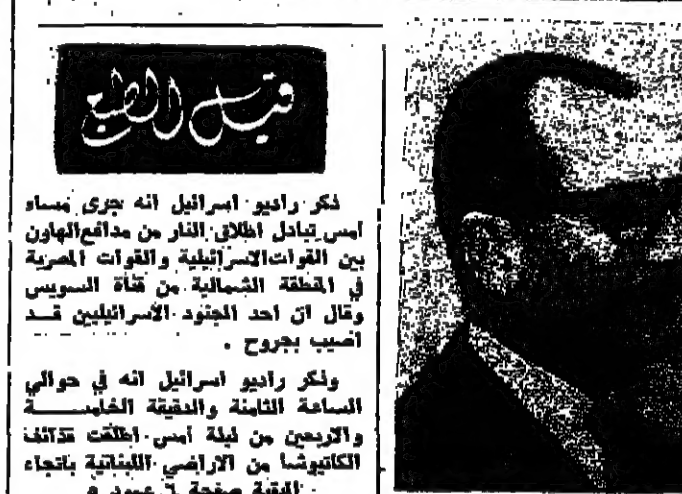 قبيل الطبع
ذكر راديو اسرائيل انه جرى مساء
امس تبادل اطلاق النار من مدافع الهاون
بين القوات الاسرائيلية والقوات المصرية
في المنطقة الشمالية من قناة السويس
وقال ان احد الجنود الاسرائيليين قد
اصيب بجروح .
وذكر راديو اسرائيل انه في حوالي
الساعة الثامنة والدقيقة الخامسة
والاربعين من ليلة أمس اطلقت قذائف
الكاتيوشا من الاراضي اللبنانية باتجاه
البقية صفحة ٦ عمود ٥